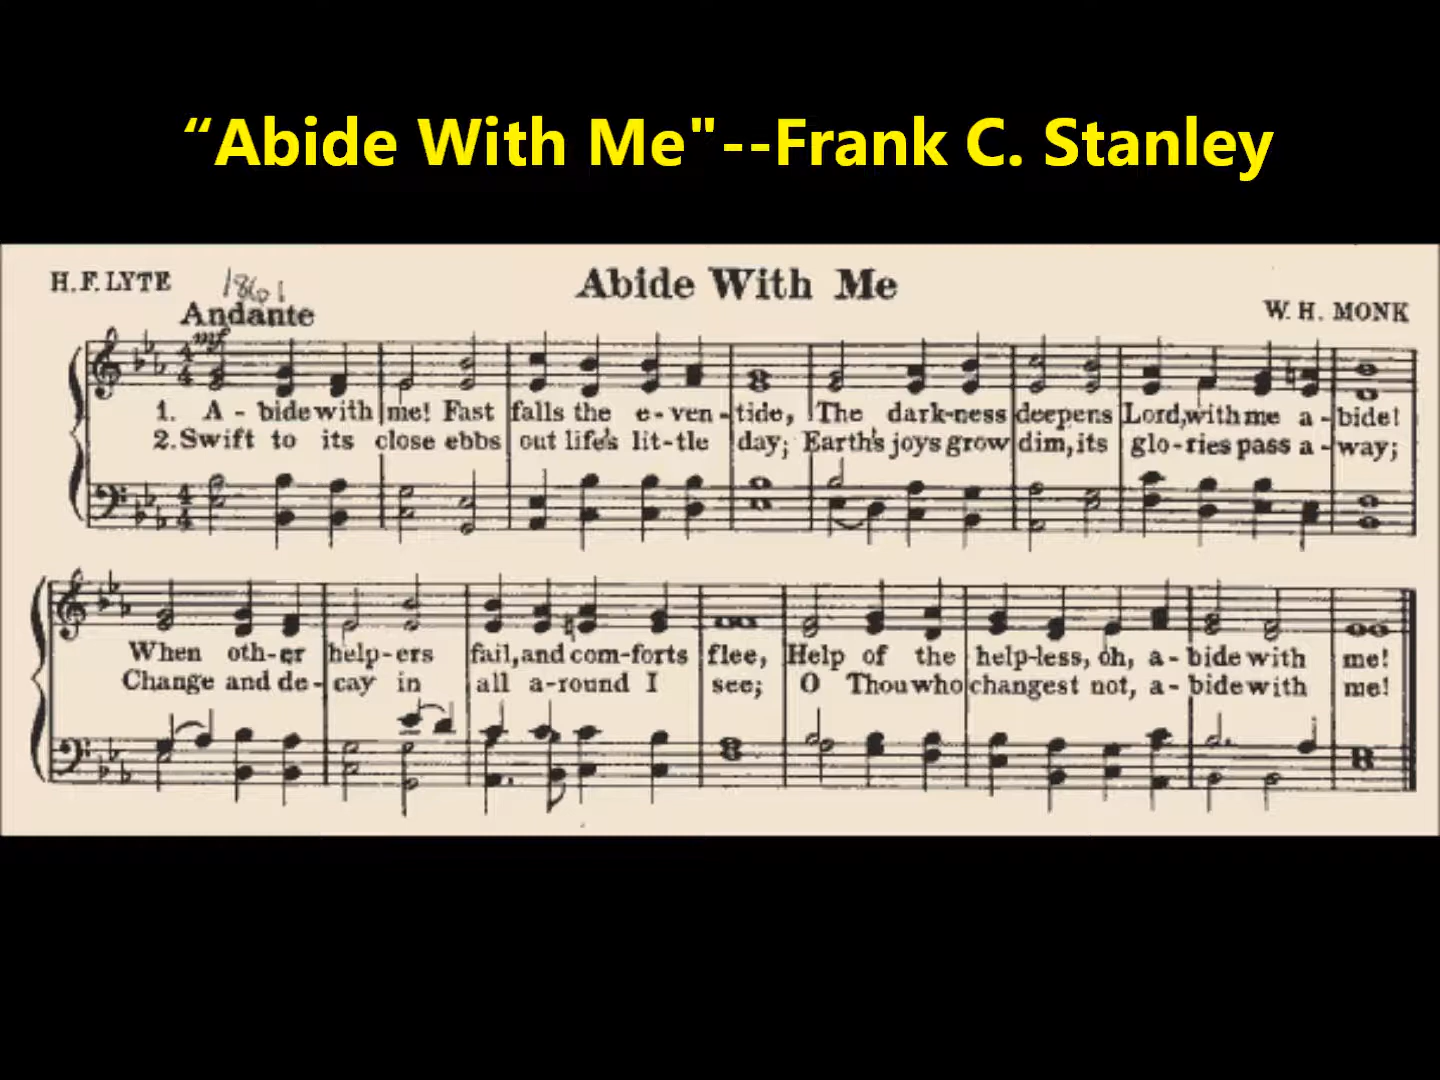 “Abide With Me"--Frank C. Stanley
H. F. LYTE
1861
Abide With Me
W. H. MONK
Andante
mf
1. A - bide with me! Fast falls the e - ven - tide, The dark-ness deepens Lord, with me a - bide!
2. Swift to its close ebbs out life's lit-tle day; Earth's joys grow dim, its glo-ries pass a - way;
When oth-er help-ers fail, and com-forts flee, Help of the help-less, oh, a - bide with me!
Change and de - cay in all a-round I see; O Thou who changest not, a - bide with me!